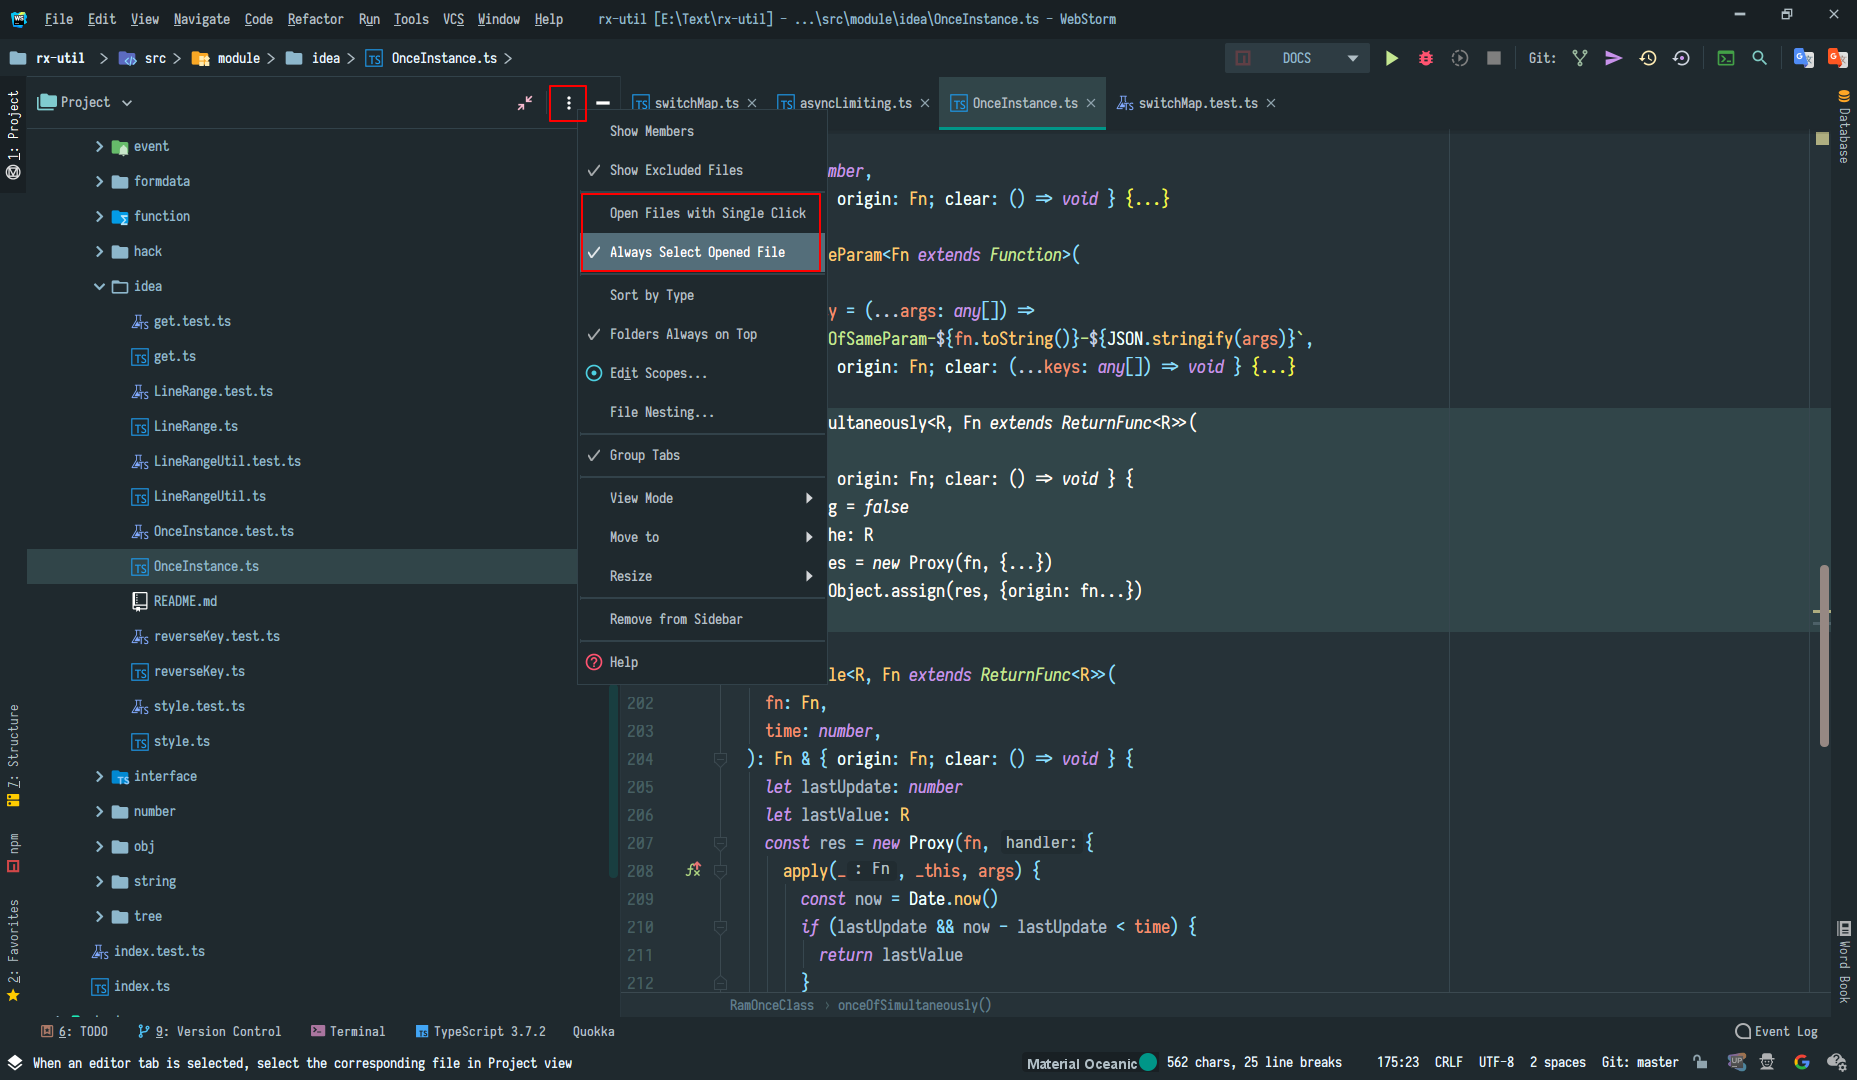 File Edit View Navigate Code Refactor Run Tools VCS Window Help rx-util [E:\Text\rx-util] - ...\src\module\idea\OnceInstance.ts - WebStorm
rx-util src module idea OnceInstance.ts DOCS Git:
Project
switchMap.ts asyncLimiting.ts OnceInstance.ts switchMap.test.ts
1: Project
7: Structure
npm
2: Favorites
event
formdata
function
hack
idea
get.test.ts
get.ts
LineRange.test.ts
LineRange.ts
LineRangeUtil.test.ts
LineRangeUtil.ts
OnceInstance.test.ts
OnceInstance.ts
README.md
reverseKey.test.ts
reverseKey.ts
style.test.ts
style.ts
interface
number
obj
string
tree
index.test.ts
index.ts
Show Members
Show Excluded Files
Open Files with Single Click
Always Select Opened File
Sort by Type
Folders Always on Top
Edit Scopes...
File Nesting...
Group Tabs
View Mode
Move to
Resize
Remove from Sidebar
Help
mber,
origin: Fn; clear: () => void } {...}
eParam<Fn extends Function>(
y = (...args: any[]) =>
OfSameParam-${fn.toString()}-${JSON.stringify(args)}`,
origin: Fn; clear: (...keys: any[]) => void } {...}
ultaneously<R, Fn extends ReturnFunc<R>>(
origin: Fn; clear: () => void } {
g = false
he: R
es = new Proxy(fn, {...})
Object.assign(res, {origin: fn...})
le<R, Fn extends ReturnFunc<R>>(
202 fn: Fn,
203 time: number,
204 ): Fn & { origin: Fn; clear: () => void } {
205 let lastUpdate: number
206 let lastValue: R
207 const res = new Proxy(fn, handler: {
208 apply(_ : Fn , _this, args) {
209 const now = Date.now()
210 if (lastUpdate && now - lastUpdate < time) {
211 return lastValue
212 }
RamOnceClass › onceOfSimultaneously()
Database
Word Book
6: TODO 9: Version Control Terminal TypeScript 3.7.2 Quokka Event Log
When an editor tab is selected, select the corresponding file in Project view Material Oceanic 562 chars, 25 line breaks 175:23 CRLF UTF-8 2 spaces Git: master